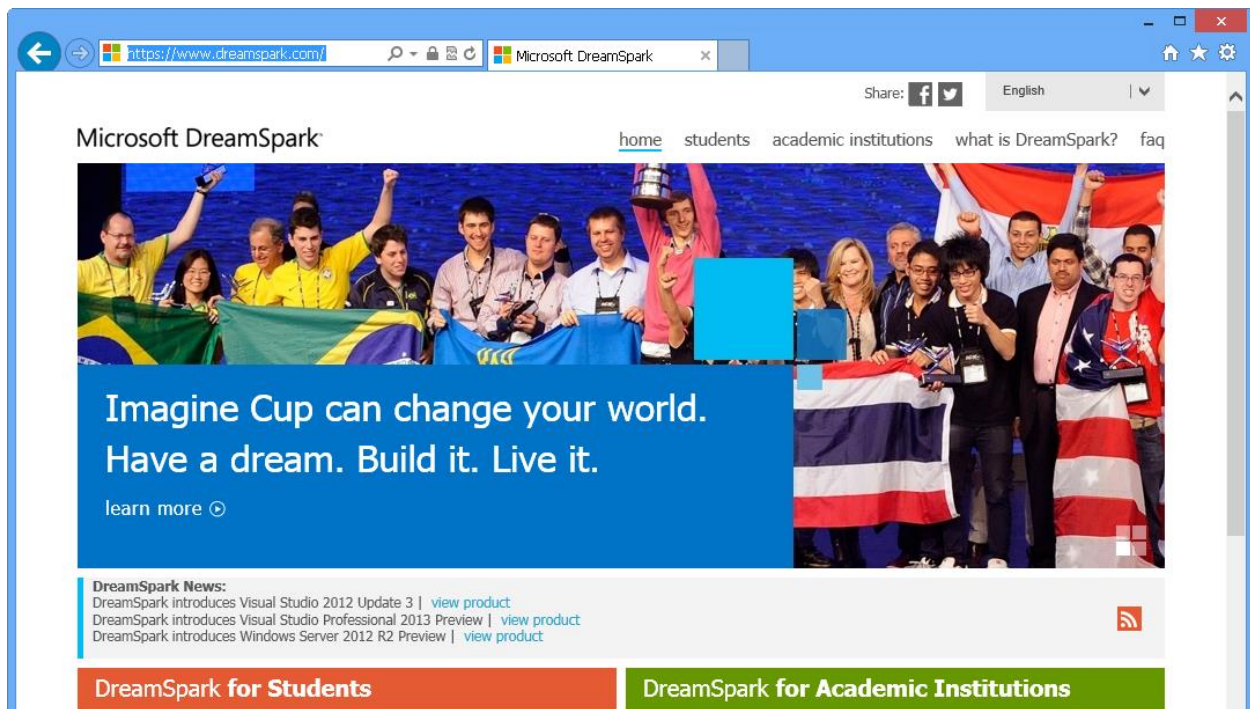 https://www.dreamspark.com/
Microsoft DreamSpark
Share:
English
Microsoft DreamSpark
home students academic institutions what is DreamSpark? faq
Imagine Cup can change your world.
Have a dream. Build it. Live it.
learn more
DreamSpark News:
DreamSpark introduces Visual Studio 2012 Update 3 | view product
DreamSpark introduces Visual Studio Professional 2013 Preview | view product
DreamSpark introduces Windows Server 2012 R2 Preview | view product
DreamSpark for Students
DreamSpark for Academic Institutions